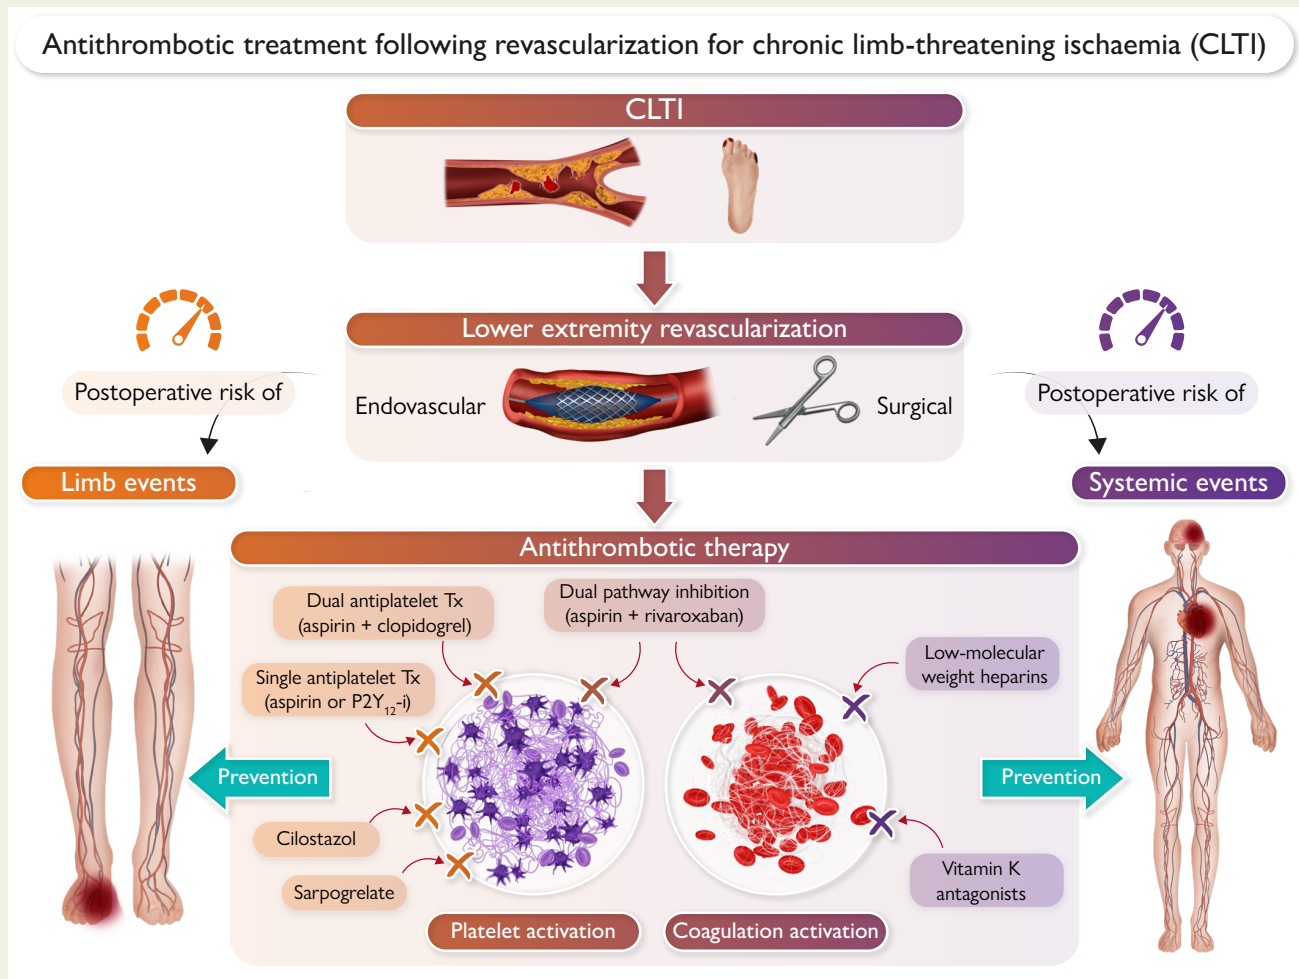 Antithrombotic treatment following revascularization for chronic limb-threatening ischaemia (CLTI)
CLTI
Lower extremity revascularization
Endovascular
Surgical
Postoperative risk of
Limb events
Postoperative risk of
Systemic events
Antithrombotic therapy
Dual antiplatelet Tx
(aspirin + clopidogrel)
Dual pathway inhibition
(aspirin + rivaroxaban)
Single antiplatelet Tx
(aspirin or P2Y₁₂-i)
Low-molecular
weight heparins
Prevention
Prevention
Cilostazol
Sarpogrelate
Vitamin K
antagonists
Platelet activation
Coagulation activation